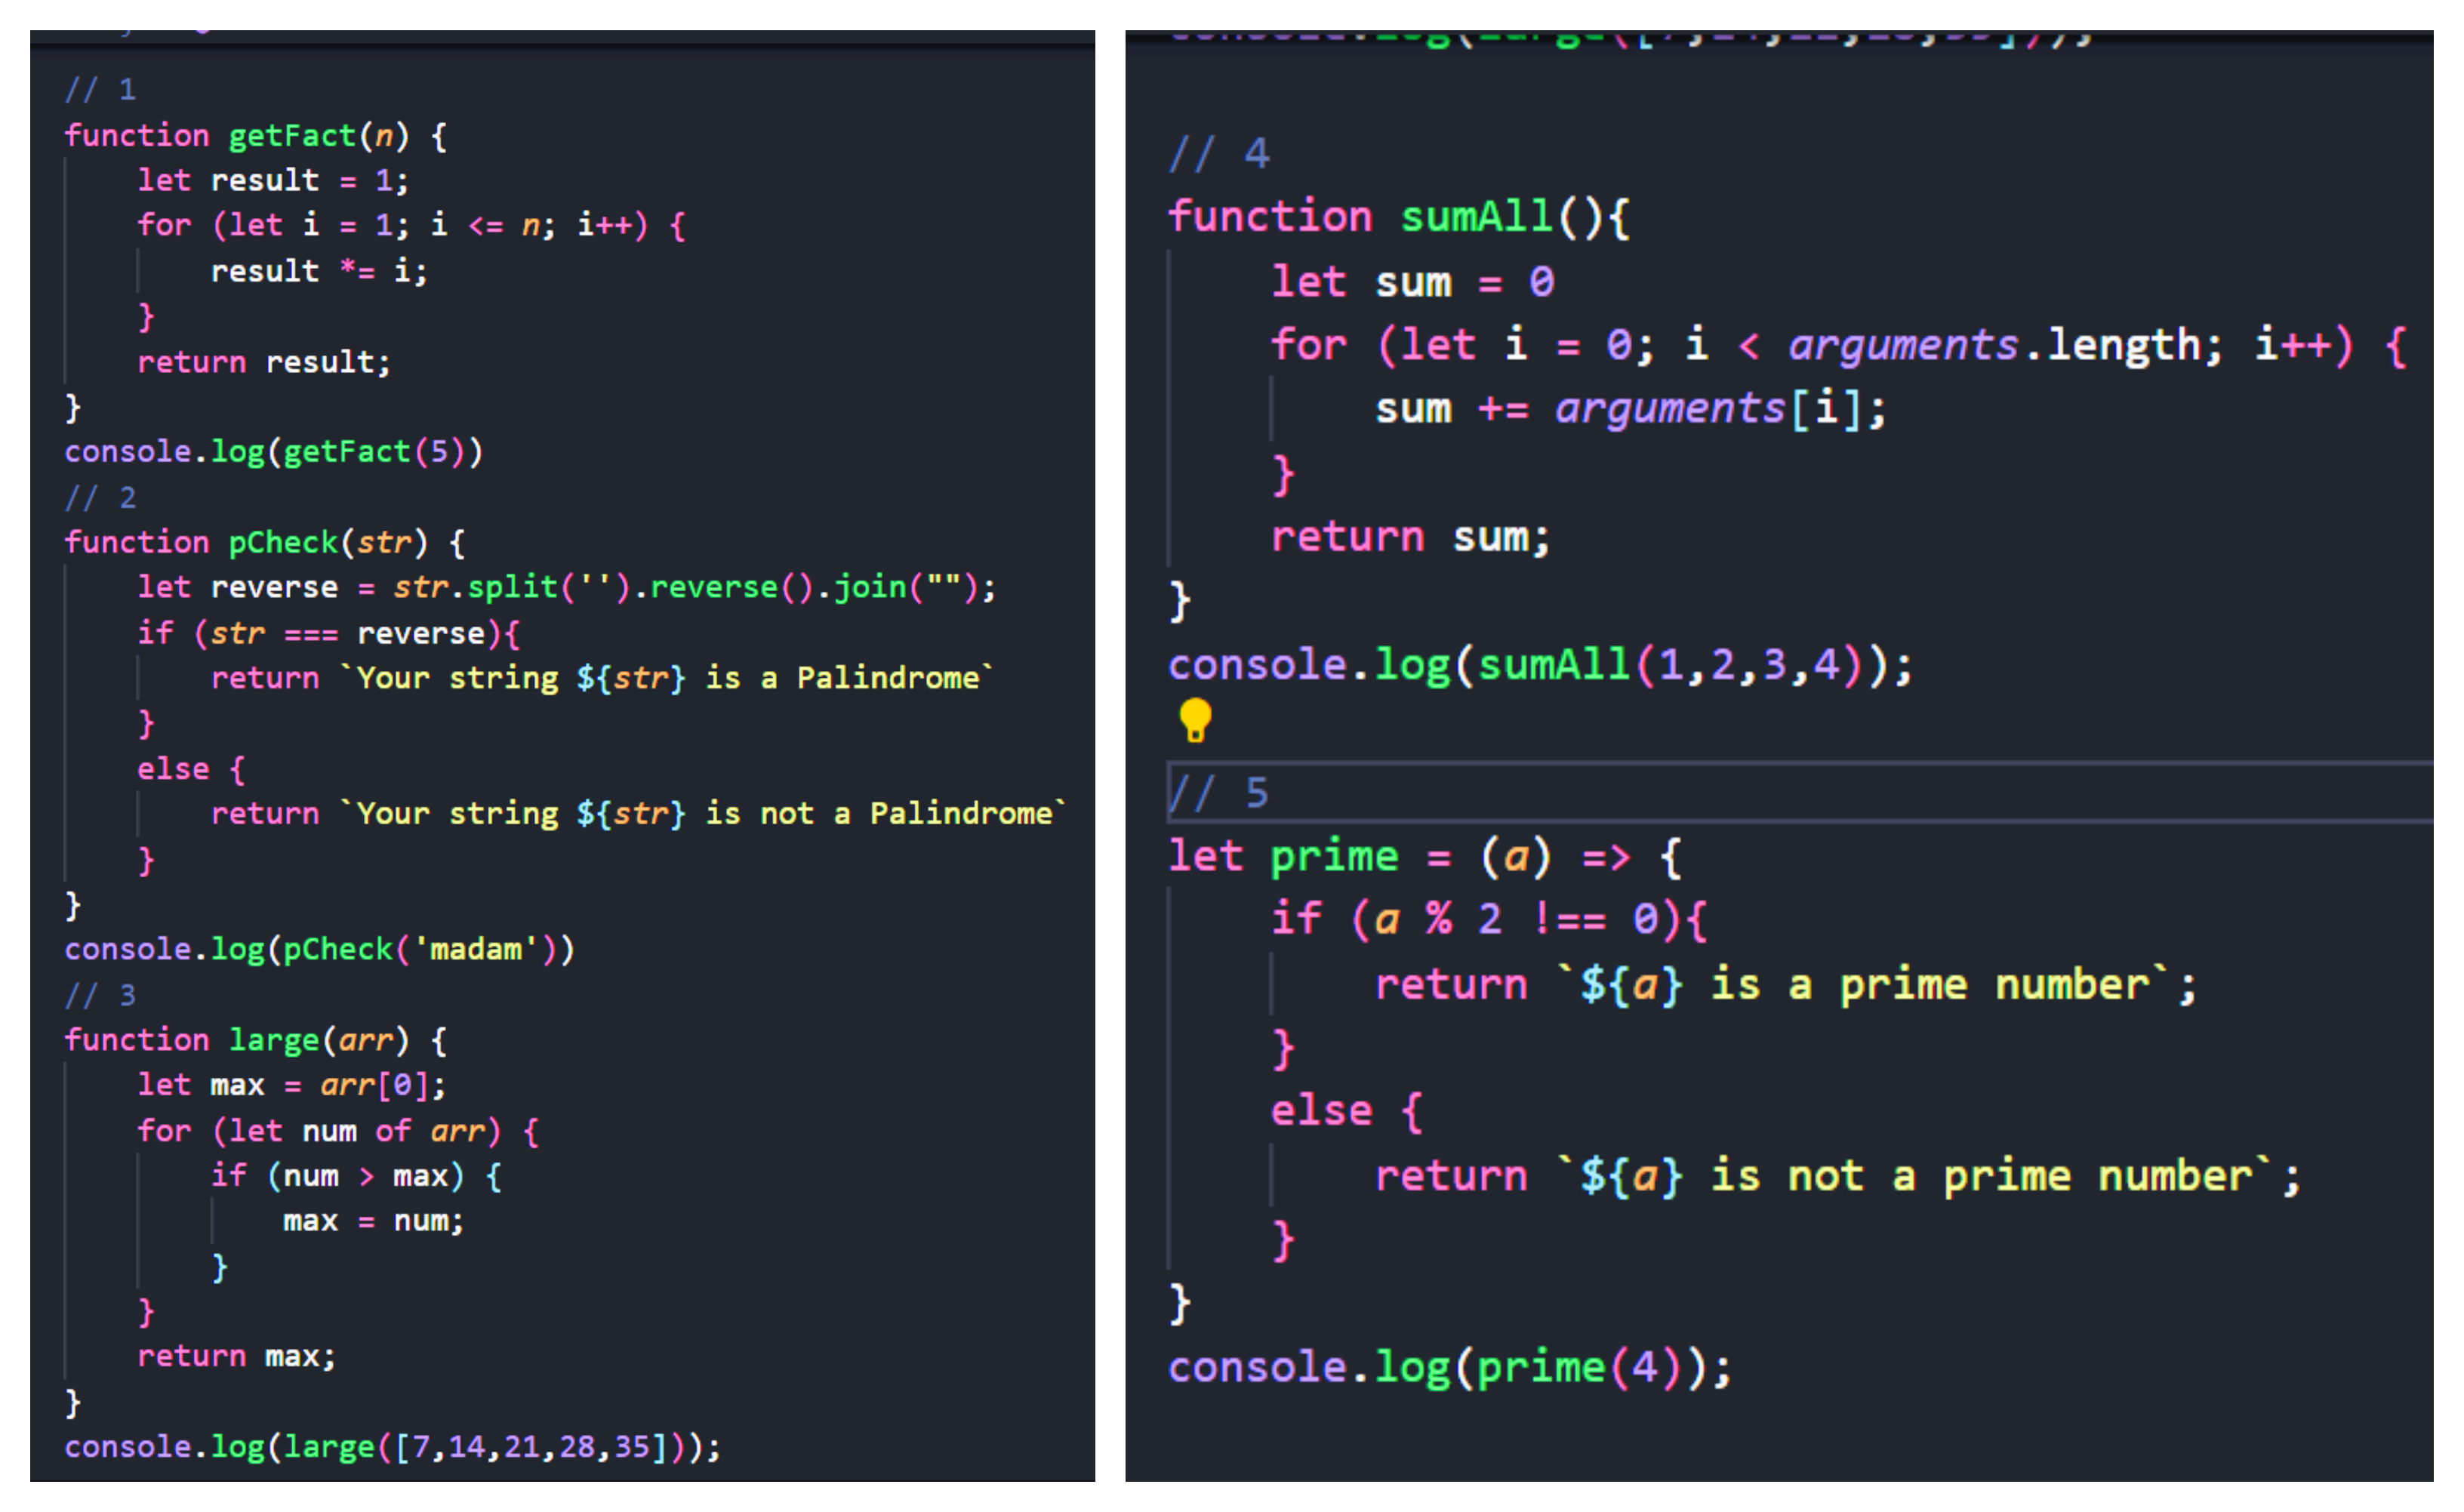 // 1
function getFact(n) {
    let result = 1;
    for (let i = 1; i <= n; i++) {
        result *= i;
    }
    return result;
}
console.log(getFact(5))
// 2
function pCheck(str) {
    let reverse = str.split('').reverse().join("");
    if (str === reverse){
        return `Your string ${str} is a Palindrome`
    }
    else {
        return `Your string ${str} is not a Palindrome`
    }
}
console.log(pCheck('madam'))
// 3
function large(arr) {
    let max = arr[0];
    for (let num of arr) {
        if (num > max) {
            max = num;
        }
    }
    return max;
}
console.log(large([7,14,21,28,35]));
// 4
function sumAll(){
    let sum = 0
    for (let i = 0; i < arguments.length; i++) {
        sum += arguments[i];
    }
    return sum;
}
console.log(sumAll(1,2,3,4));
// 5
let prime = (a) => {
    if (a % 2 !== 0){
        return `${a} is a prime number`;
    }
    else {
        return `${a} is not a prime number`;
    }
}
console.log(prime(4));